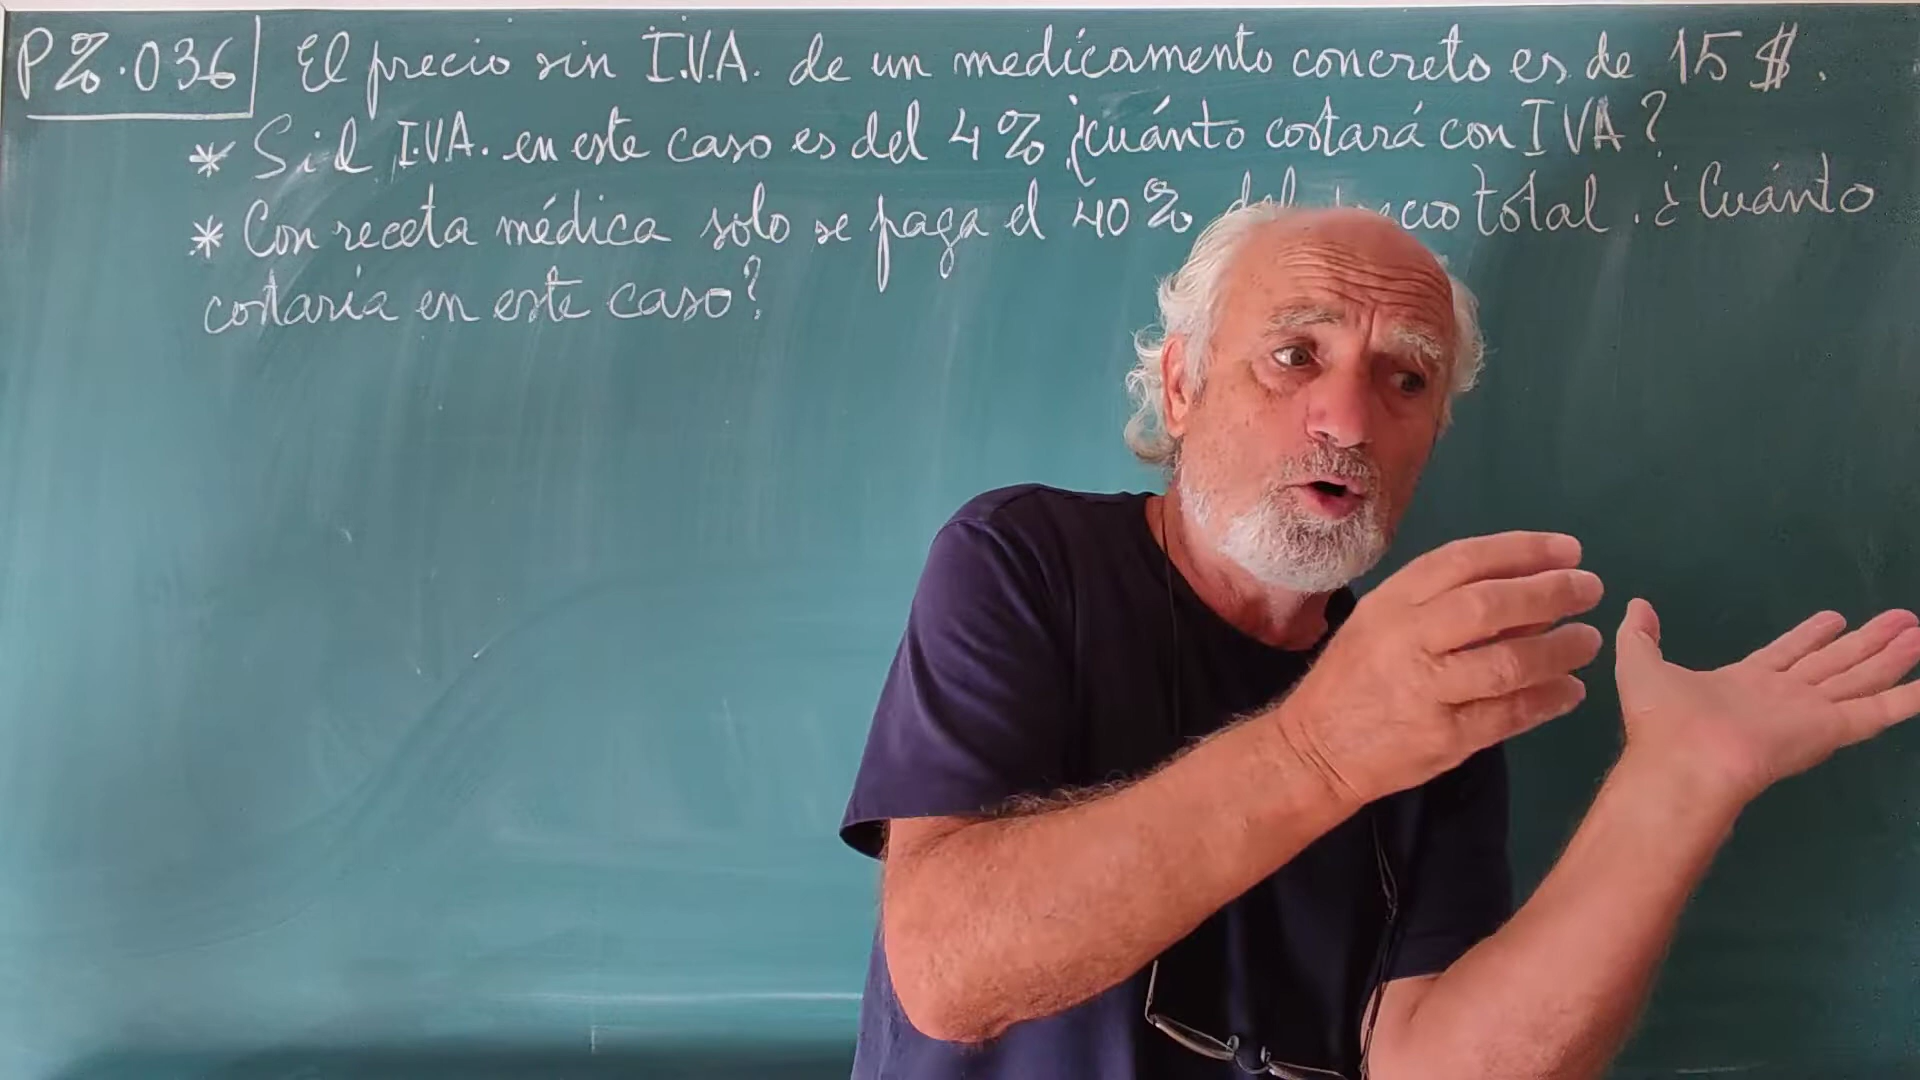 P%.036 El precio sin I.V.A. de un medicamento concreto es de 15 $.
* Si el I.V.A. en este caso es del 4% ¿cuánto costará con IVA?
* Con receta médica solo se paga el 40% total. ¿Cuánto
costaría en este caso?